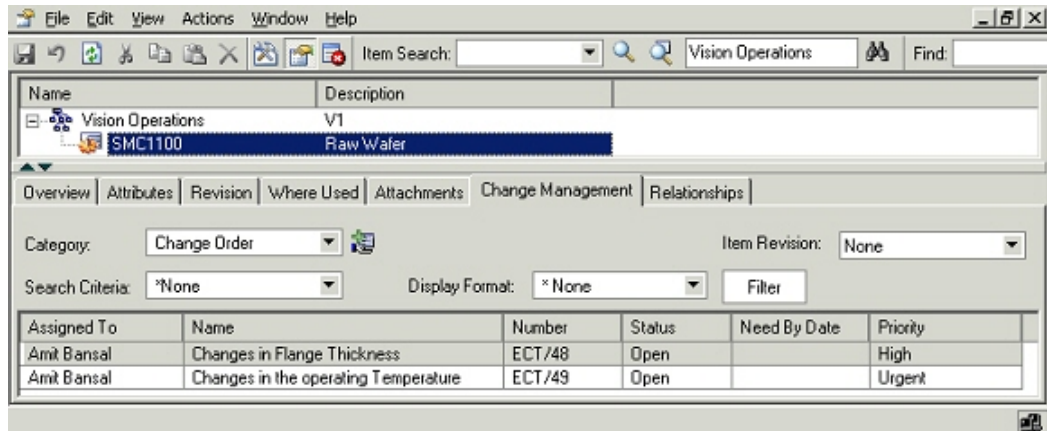 File Edit View Actions Window Help
Item Search: Vision Operations Find:
Name Description
Vision Operations V1
SMC1100 Raw Wafer
Overview Attributes Revision Where Used Attachments Change Management Relationships
Category: Change Order Item Revision: None
Search Criteria: *None Display Format: * None Filter
Assigned To Name Number Status Need By Date Priority
Amit Bansal Changes in Flange Thickness ECT/48 Open High
Amit Bansal Changes in the operating Temperature ECT/49 Open Urgent